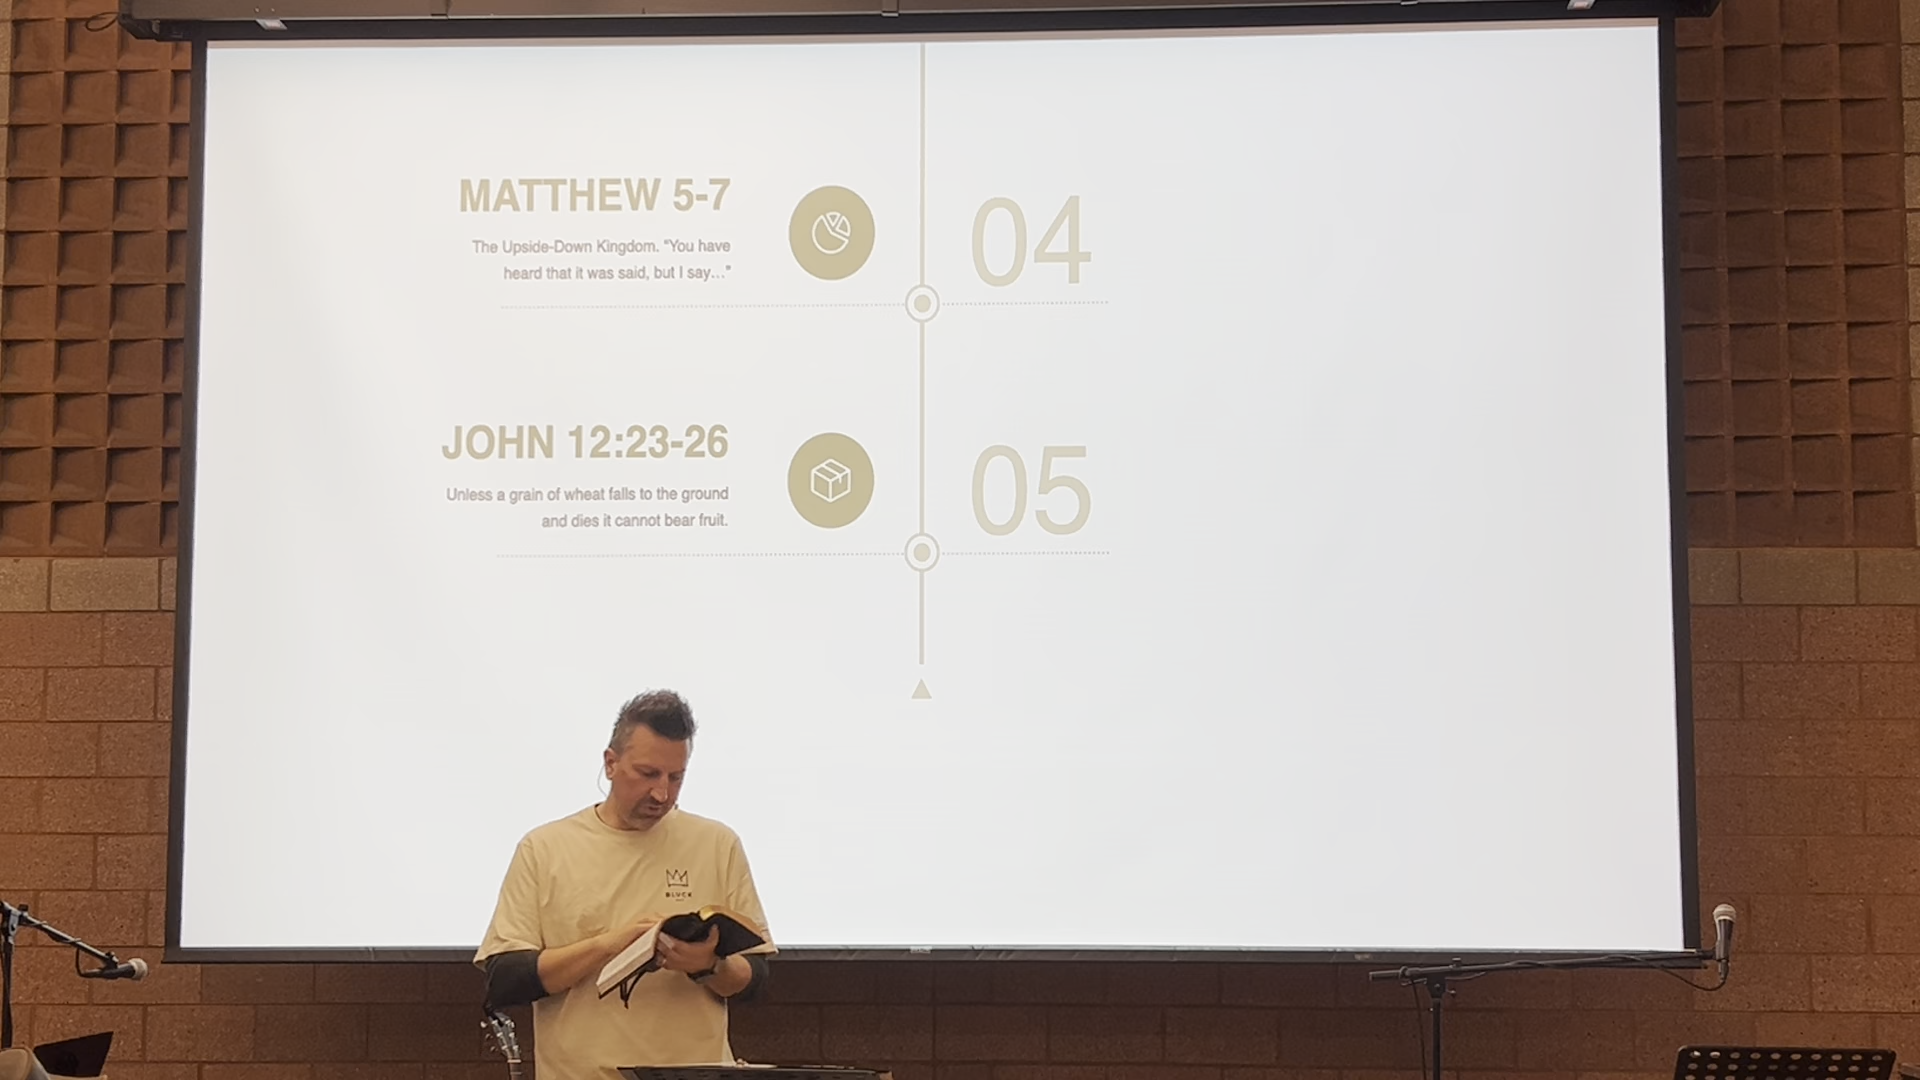 MATTHEW 5-7
The Upside-Down Kingdom. “You have
heard that it was said, but I say…”
04
JOHN 12:23-26
Unless a grain of wheat falls to the ground
and dies it cannot bear fruit.
05
BLVCK